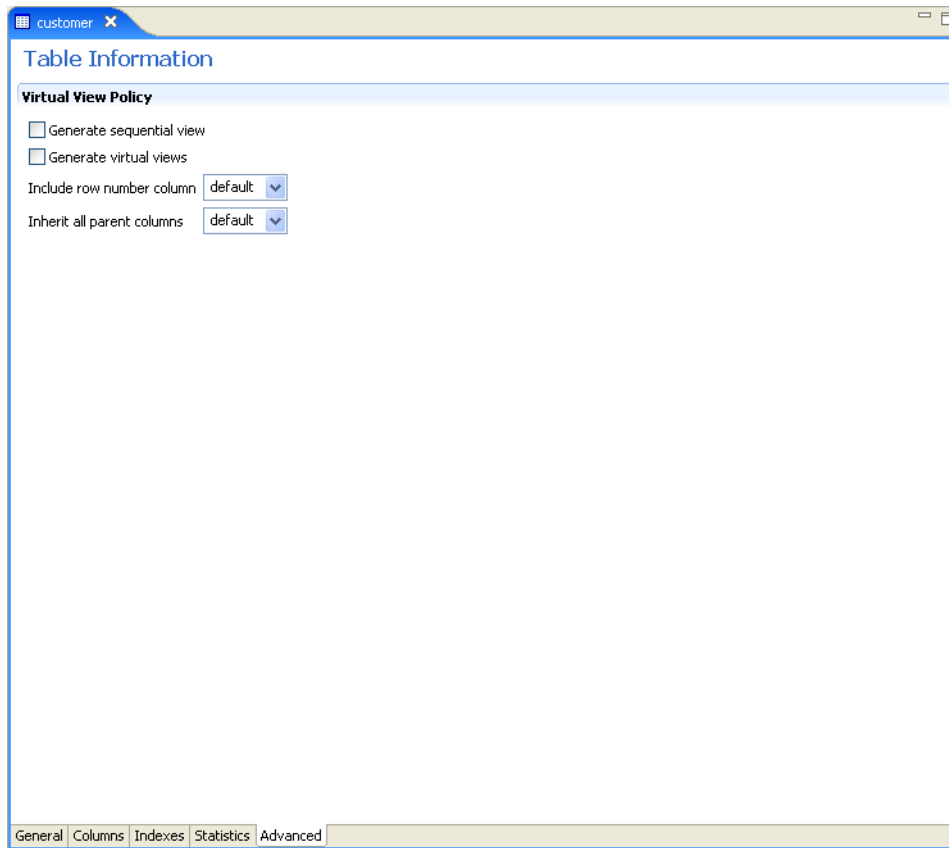 customer
Table Information
Virtual View Policy
Generate sequential view
Generate virtual views
Include row number column default
Inherit all parent columns default
General Columns Indexes Statistics Advanced